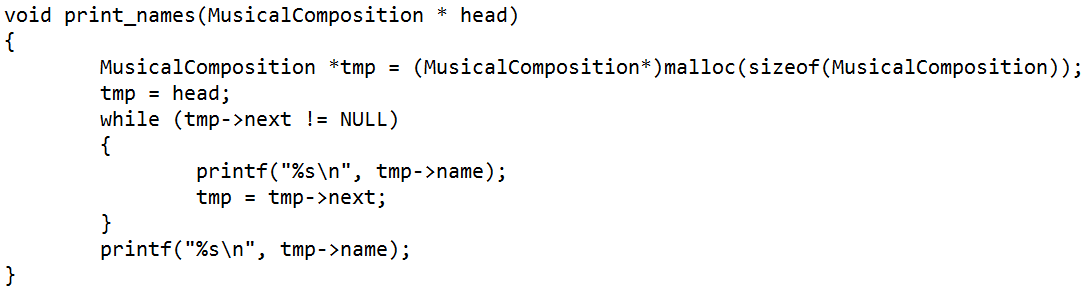 void print_names(MusicalComposition * head)
{
        MusicalComposition *tmp = (MusicalComposition*)malloc(sizeof(MusicalComposition));
        tmp = head;
        while (tmp->next != NULL)
        {
                printf("%s\n", tmp->name);
                tmp = tmp->next;
        }
        printf("%s\n", tmp->name);
}